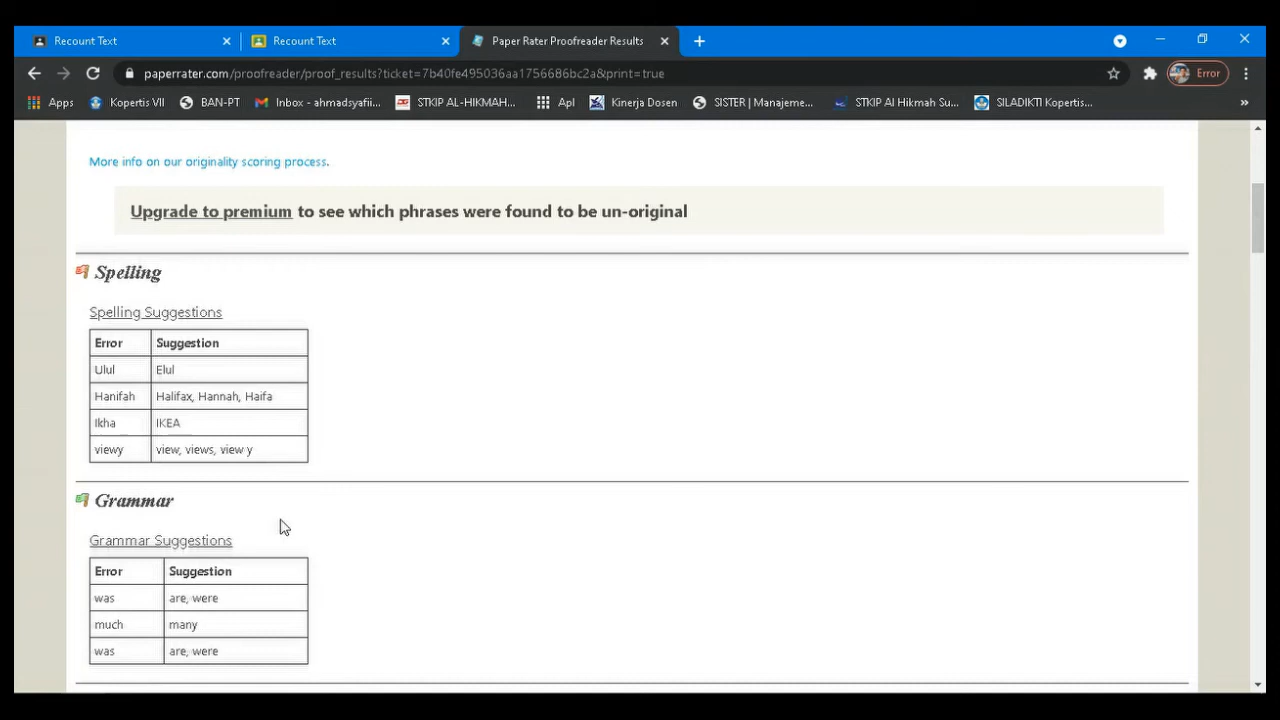 Recount Text
Recount Text
Paper Rater Proofreader Results
paperrater.com/proofreader/proof_results?ticket=7b40fe495036aa1756686bc2a&print=true
Error
Apps
Kopertis VII
BAN-PT
Inbox - ahmadsyafii...
STKIP AL-HIKMAH...
Apl
Kinerja Dosen
SISTER | Manajeme...
STKIP Al Hikmah Su...
SILADIKTI Kopertis...
More info on our originality scoring process.
Upgrade to premium to see which phrases were found to be un-original
Spelling
Spelling Suggestions
Error Suggestion
Ulul Elul
Hanifah Halifax, Hannah, Haifa
Ikha IKEA
viewy view, views, view y
Grammar
Grammar Suggestions
Error Suggestion
was are, were
much many
was are, were